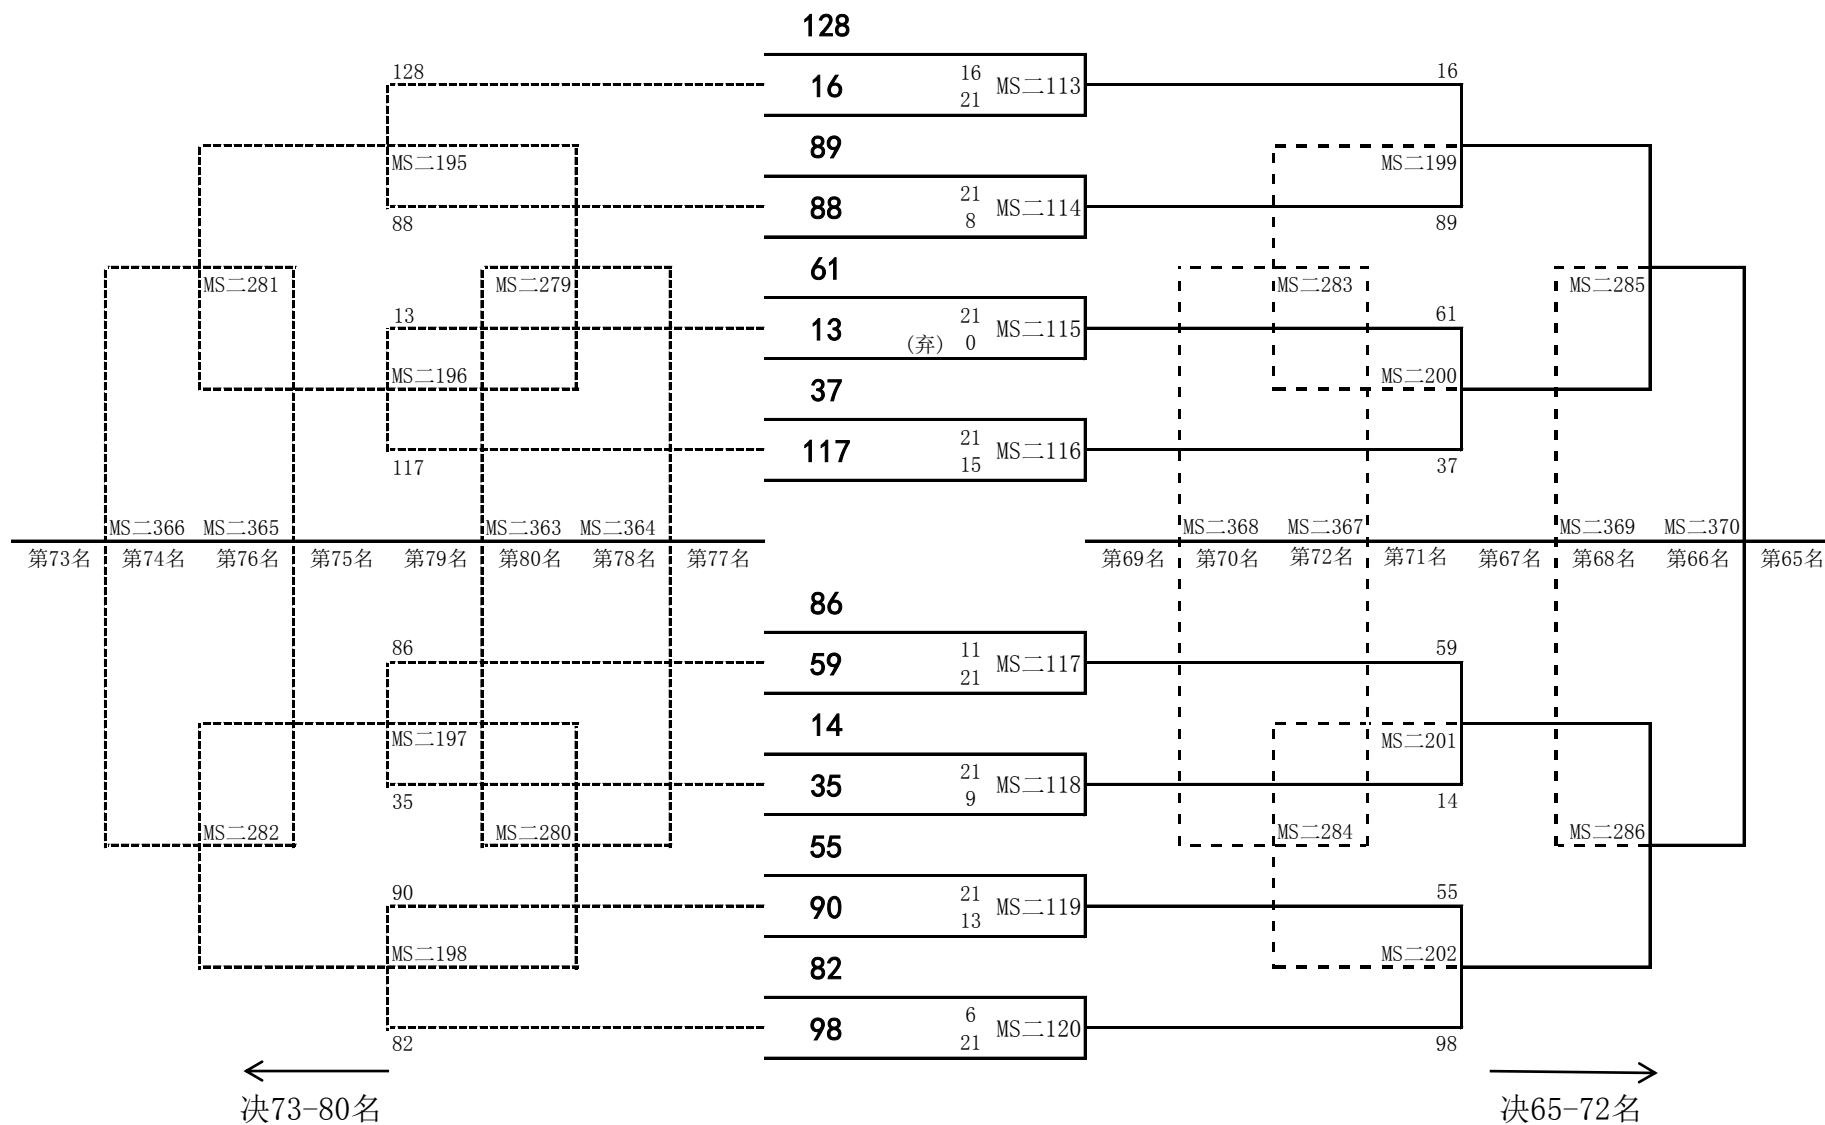 128
128 16 16 MS二113 16
21
89
MS二195 MS二199
88 21 MS二114
88 8 89
61
MS二281 MS二279 MS二283 MS二285
13 13 21 MS二115 61
(弃) 0
MS二196 37 MS二200
117 117 21 MS二116 37
15
MS二366 MS二365 MS二363 MS二364 MS二368 MS二367 MS二369 MS二370
第73名 第74名 第76名 第75名 第79名 第80名 第78名 第77名 第69名 第70名 第72名 第71名 第67名 第68名 第66名 第65名
86
86 59 11 MS二117 59
21
14
MS二197 MS二201
35 35 21 MS二118 14
9
MS二282 MS二280 55 MS二284 MS二286
90 90 21 MS二119 55
13
MS二198 82 MS二202
98 6 MS二120
82 21 98
决73-80名 决65-72名